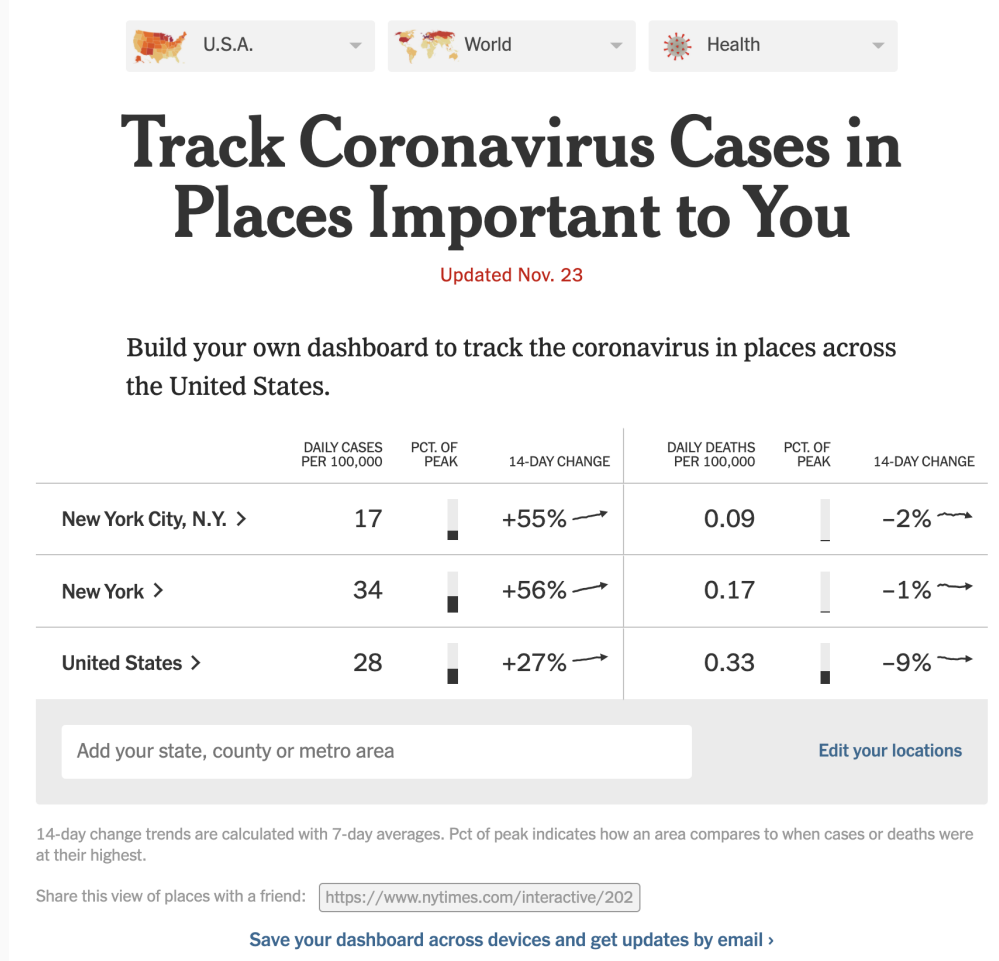 U.S.A. World Health
Track Coronavirus Cases in
Places Important to You
Updated Nov. 23
Build your own dashboard to track the coronavirus in places across
the United States.
DAILY CASES PCT. OF DAILY DEATHS PCT. OF
PER 100,000 PEAK 14-DAY CHANGE PER 100,000 PEAK 14-DAY CHANGE
New York City, N.Y. > 17 +55% 0.09 –2%
New York > 34 +56% 0.17 –1%
United States > 28 +27% 0.33 –9%
Add your state, county or metro area Edit your locations
14-day change trends are calculated with 7-day averages. Pct of peak indicates how an area compares to when cases or deaths were
at their highest.
Share this view of places with a friend: https://www.nytimes.com/interactive/202
Save your dashboard across devices and get updates by email ›